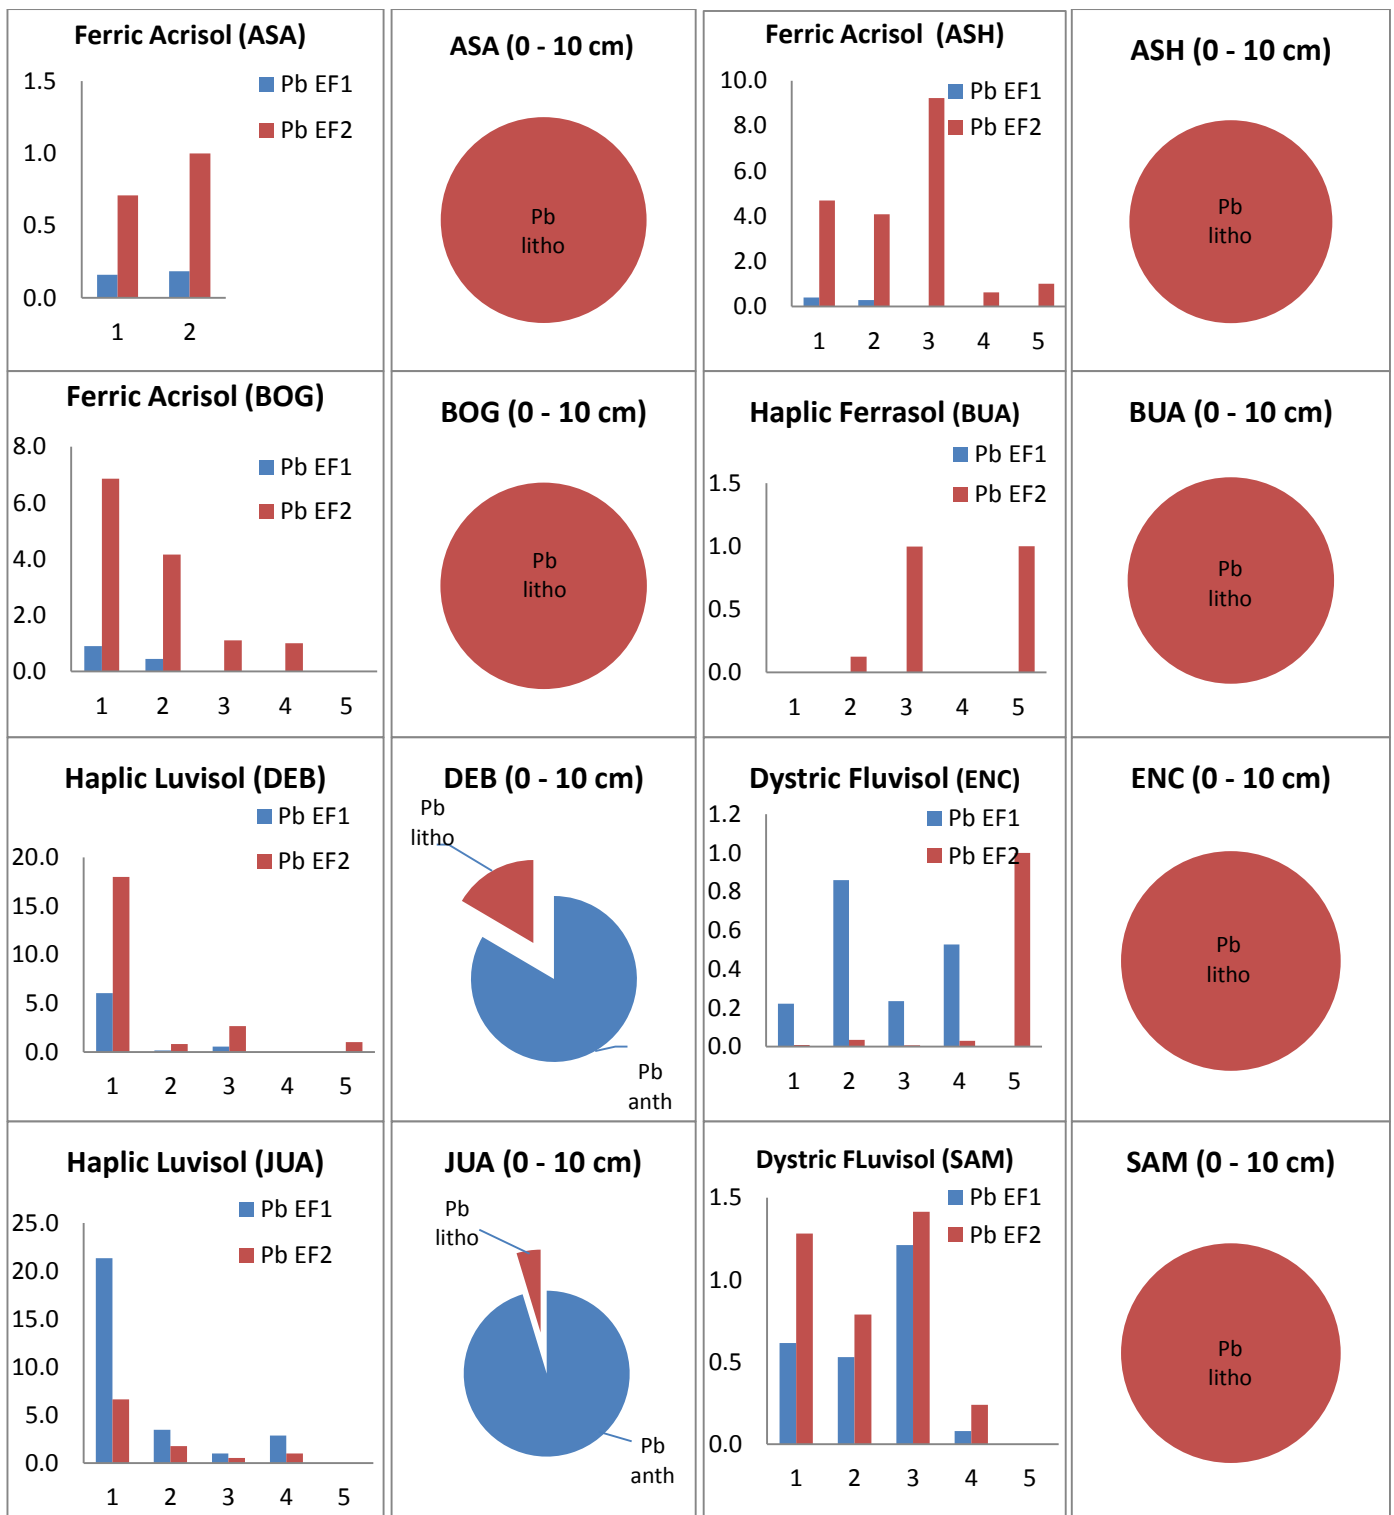 Ferric Acrisol (ASA)
Pb EF1
Pb EF2
1.5
1.0
0.5
0.0
1 2
ASA (0 - 10 cm)
Pb
litho
Ferric Acrisol (ASH)
Pb EF1
Pb EF2
10.0
8.0
6.0
4.0
2.0
0.0
1 2 3 4 5
ASH (0 - 10 cm)
Pb
litho
Ferric Acrisol (BOG)
Pb EF1
Pb EF2
8.0
6.0
4.0
2.0
0.0
1 2 3 4 5
BOG (0 - 10 cm)
Pb
litho
Haplic Ferrasol (BUA)
Pb EF1
Pb EF2
1.5
1.0
0.5
0.0
1 2 3 4 5
BUA (0 - 10 cm)
Pb
litho
Haplic Luvisol (DEB)
Pb EF1
Pb EF2
20.0
15.0
10.0
5.0
0.0
1 2 3 4 5
DEB (0 - 10 cm)
Pb
litho
Pb
anth
Dystric Fluvisol (ENC)
Pb EF1
Pb EF2
1.2
1.0
0.8
0.6
0.4
0.2
0.0
1 2 3 4 5
ENC (0 - 10 cm)
Pb
litho
Haplic Luvisol (JUA)
Pb EF1
Pb EF2
25.0
20.0
15.0
10.0
5.0
0.0
1 2 3 4 5
JUA (0 - 10 cm)
Pb
litho
Pb
anth
Dystric FLuvisol (SAM)
Pb EF1
Pb EF2
1.5
1.0
0.5
0.0
1 2 3 4 5
SAM (0 - 10 cm)
Pb
litho